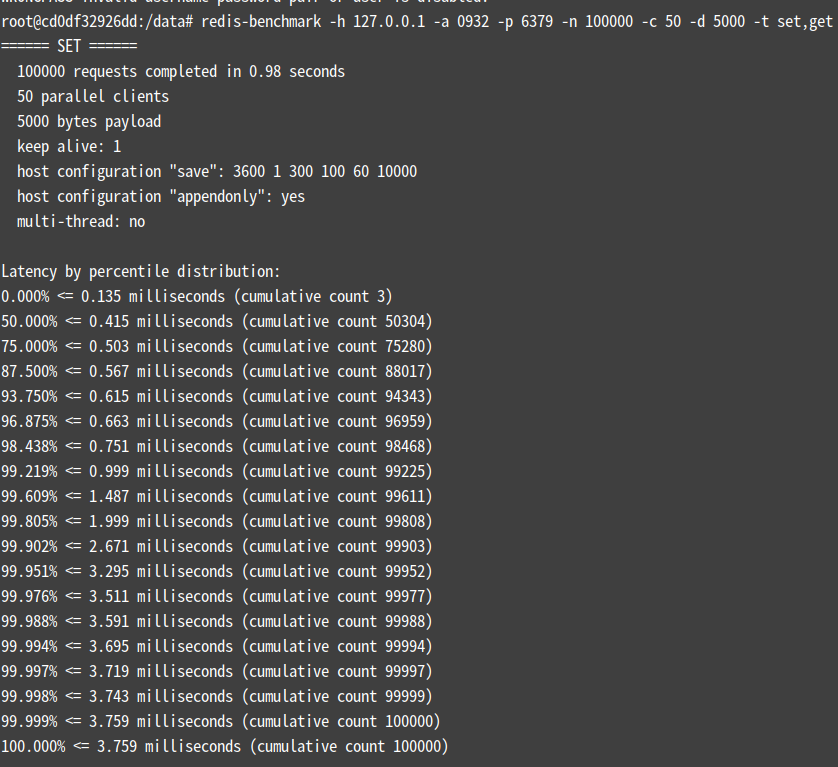 root@cd0df32926dd:/data# redis-benchmark -h 127.0.0.1 -a 0932 -p 6379 -n 100000 -c 50 -d 5000 -t set,get
====== SET ======
  100000 requests completed in 0.98 seconds
  50 parallel clients
  5000 bytes payload
  keep alive: 1
  host configuration "save": 3600 1 300 100 60 10000
  host configuration "appendonly": yes
  multi-thread: no

Latency by percentile distribution:
0.000% <= 0.135 milliseconds (cumulative count 3)
50.000% <= 0.415 milliseconds (cumulative count 50304)
75.000% <= 0.503 milliseconds (cumulative count 75280)
87.500% <= 0.567 milliseconds (cumulative count 88017)
93.750% <= 0.615 milliseconds (cumulative count 94343)
96.875% <= 0.663 milliseconds (cumulative count 96959)
98.438% <= 0.751 milliseconds (cumulative count 98468)
99.219% <= 0.999 milliseconds (cumulative count 99225)
99.609% <= 1.487 milliseconds (cumulative count 99611)
99.805% <= 1.999 milliseconds (cumulative count 99808)
99.902% <= 2.671 milliseconds (cumulative count 99903)
99.951% <= 3.295 milliseconds (cumulative count 99952)
99.976% <= 3.511 milliseconds (cumulative count 99977)
99.988% <= 3.591 milliseconds (cumulative count 99988)
99.994% <= 3.695 milliseconds (cumulative count 99994)
99.997% <= 3.719 milliseconds (cumulative count 99997)
99.998% <= 3.743 milliseconds (cumulative count 99999)
99.999% <= 3.759 milliseconds (cumulative count 100000)
100.000% <= 3.759 milliseconds (cumulative count 100000)